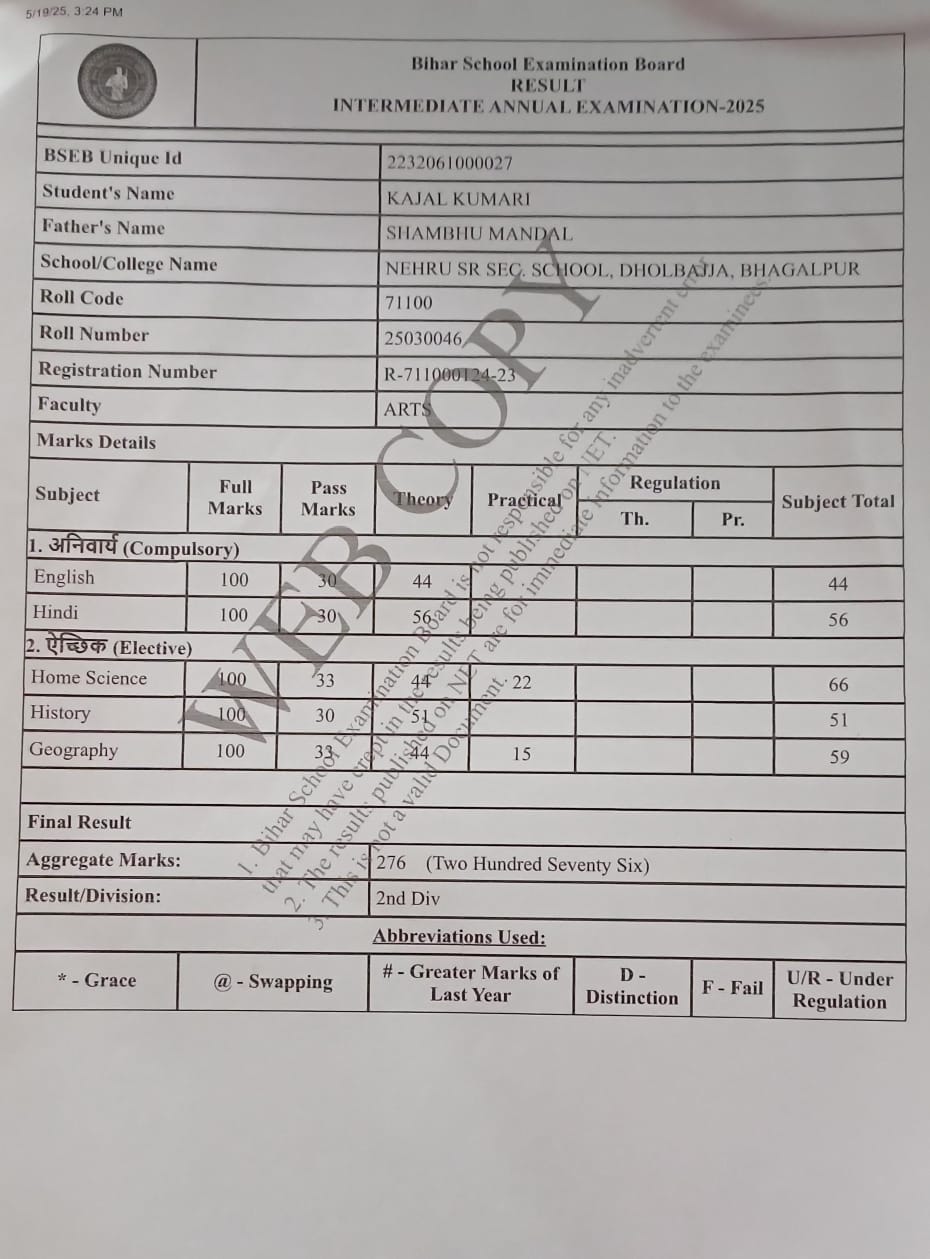 5/19/25, 3:24 PM
Bihar School Examination Board
RESULT
INTERMEDIATE ANNUAL EXAMINATION-2025
BSEB Unique Id 2232061000027
Student's Name KAJAL KUMARI
Father's Name SHAMBHU MANDAL
School/College Name NEHRU SR SEC. SCHOOL, DHOLBAJJA, BHAGALPUR
Roll Code 71100
Roll Number 25030046
Registration Number R-711000124-23
Faculty ARTS
Marks Details
Subject Full Marks Pass Marks Theory Practical Regulation Th. Pr. Subject Total
1. अनिवार्य (Compulsory)
English 100 30 44 44
Hindi 100 30 56 56
2. ऐच्छिक (Elective)
Home Science 100 33 44 22 66
History 100 30 51 51
Geography 100 33 44 15 59
Final Result
Aggregate Marks: 276 (Two Hundred Seventy Six)
Result/Division: 2nd Div
Abbreviations Used:
* - Grace @ - Swapping # - Greater Marks of Last Year D - Distinction F - Fail U/R - Under Regulation
WEB COPY
1. Bihar School Examination Board is not responsible for any inadvertent error
that may have crept in the results being published on NET.
2. The results published on NET are for immediate information to the examinees.
3. This is not a valid Document.